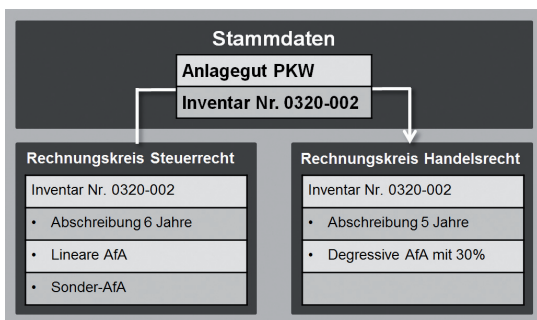 Stammdaten
Anlagegut PKW
Inventar Nr. 0320-002
Rechnungskreis Steuerrecht
Inventar Nr. 0320-002
• Abschreibung 6 Jahre
• Lineare AfA
• Sonder-AfA
Rechnungskreis Handelsrecht
Inventar Nr. 0320-002
• Abschreibung 5 Jahre
• Degressive AfA mit 30%